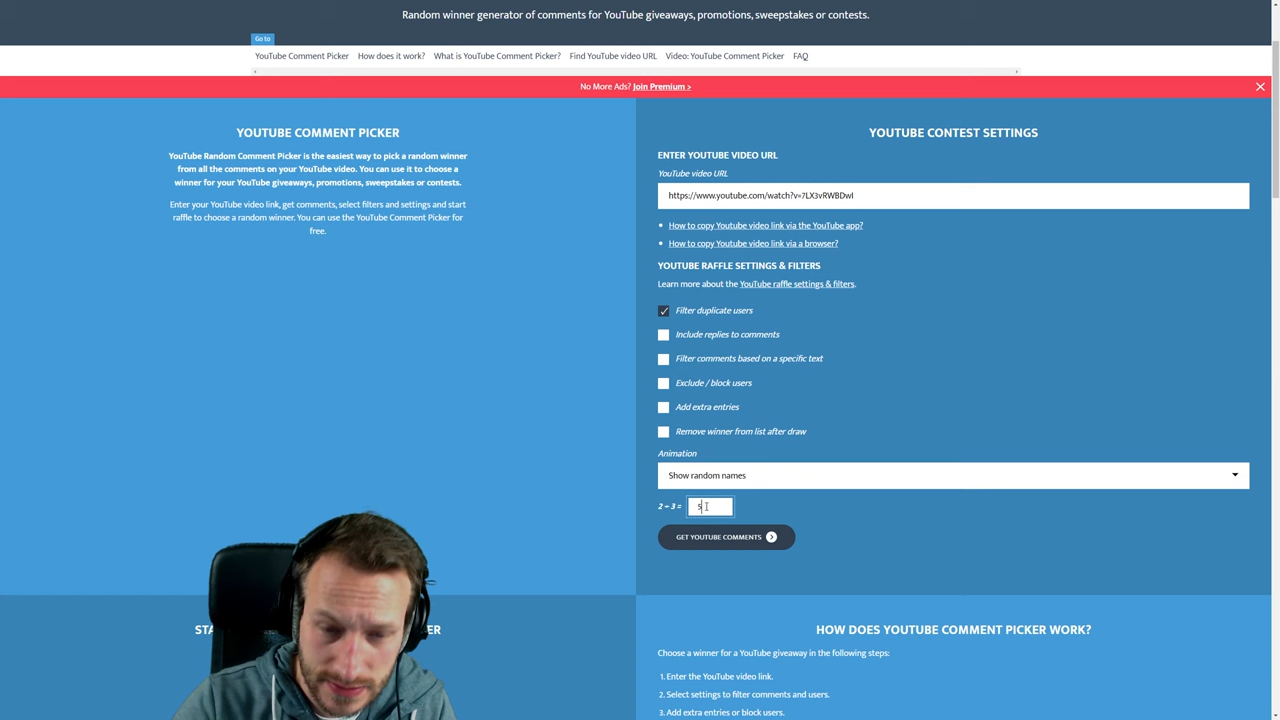 Random winner generator of comments for YouTube giveaways, promotions, sweepstakes or contests.
Go to
YouTube Comment Picker How does it work? What is YouTube Comment Picker? Find YouTube video URL Video: YouTube Comment Picker FAQ
No More Ads? Join Premium >
YOUTUBE COMMENT PICKER
YouTube Random Comment Picker is the easiest way to pick a random winner
from all the comments on your YouTube video. You can use it to choose a
winner for your YouTube giveaways, promotions, sweepstakes or contests.
Enter your YouTube video link, get comments, select filters and settings and start
raffle to choose a random winner. You can use the YouTube Comment Picker for
free.
YOUTUBE CONTEST SETTINGS
ENTER YOUTUBE VIDEO URL
YouTube video URL
https://www.youtube.com/watch?v=7LX3vRWBDwI
How to copy Youtube video link via the YouTube app?
How to copy Youtube video link via a browser?
YOUTUBE RAFFLE SETTINGS & FILTERS
Learn more about the YouTube raffle settings & filters.
Filter duplicate users
Include replies to comments
Filter comments based on a specific text
Exclude / block users
Add extra entries
Remove winner from list after draw
Animation
Show random names
2 + 3 = 5
GET YOUTUBE COMMENTS
HOW DOES YOUTUBE COMMENT PICKER WORK?
Choose a winner for a YouTube giveaway in the following steps:
1. Enter the YouTube video link.
2. Select settings to filter comments and users.
3. Add extra entries or block users.